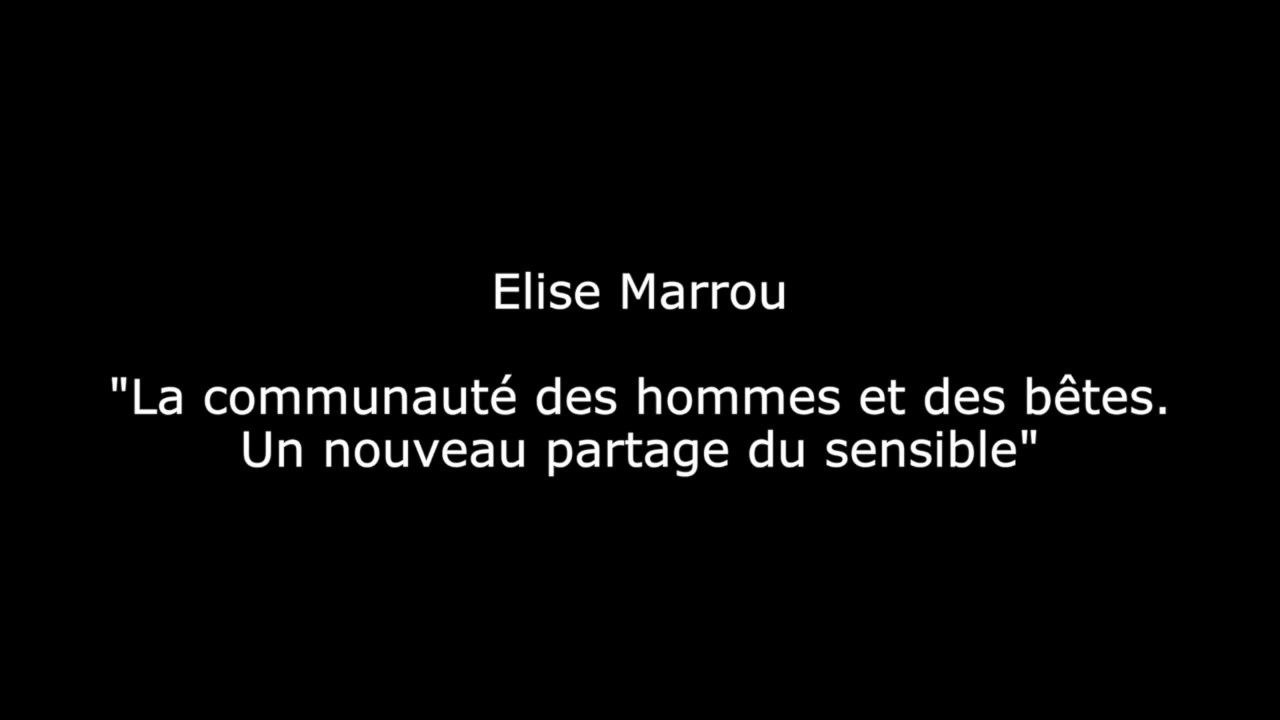 Elise Marrou
"La communauté des hommes et des bêtes.
Un nouveau partage du sensible"